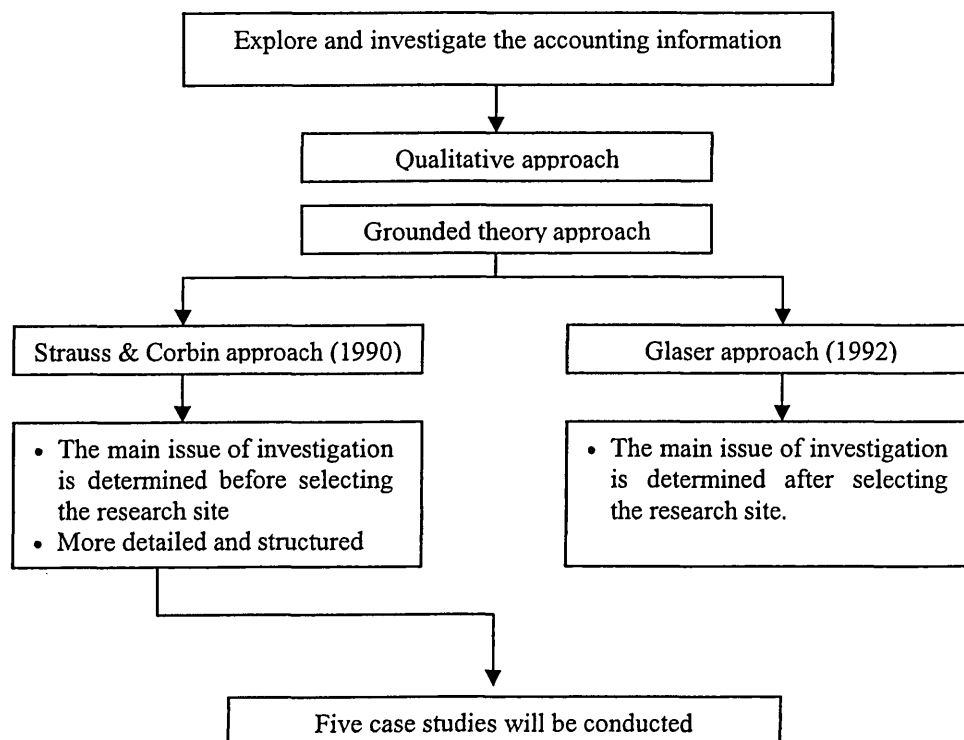 Explore and investigate the accounting information
Qualitative approach
Grounded theory approach
Strauss & Corbin approach (1990)
Glaser approach (1992)
• The main issue of investigation
is determined before selecting
the research site
• More detailed and structured
• The main issue of investigation
is determined after selecting
the research site.
Five case studies will be conducted